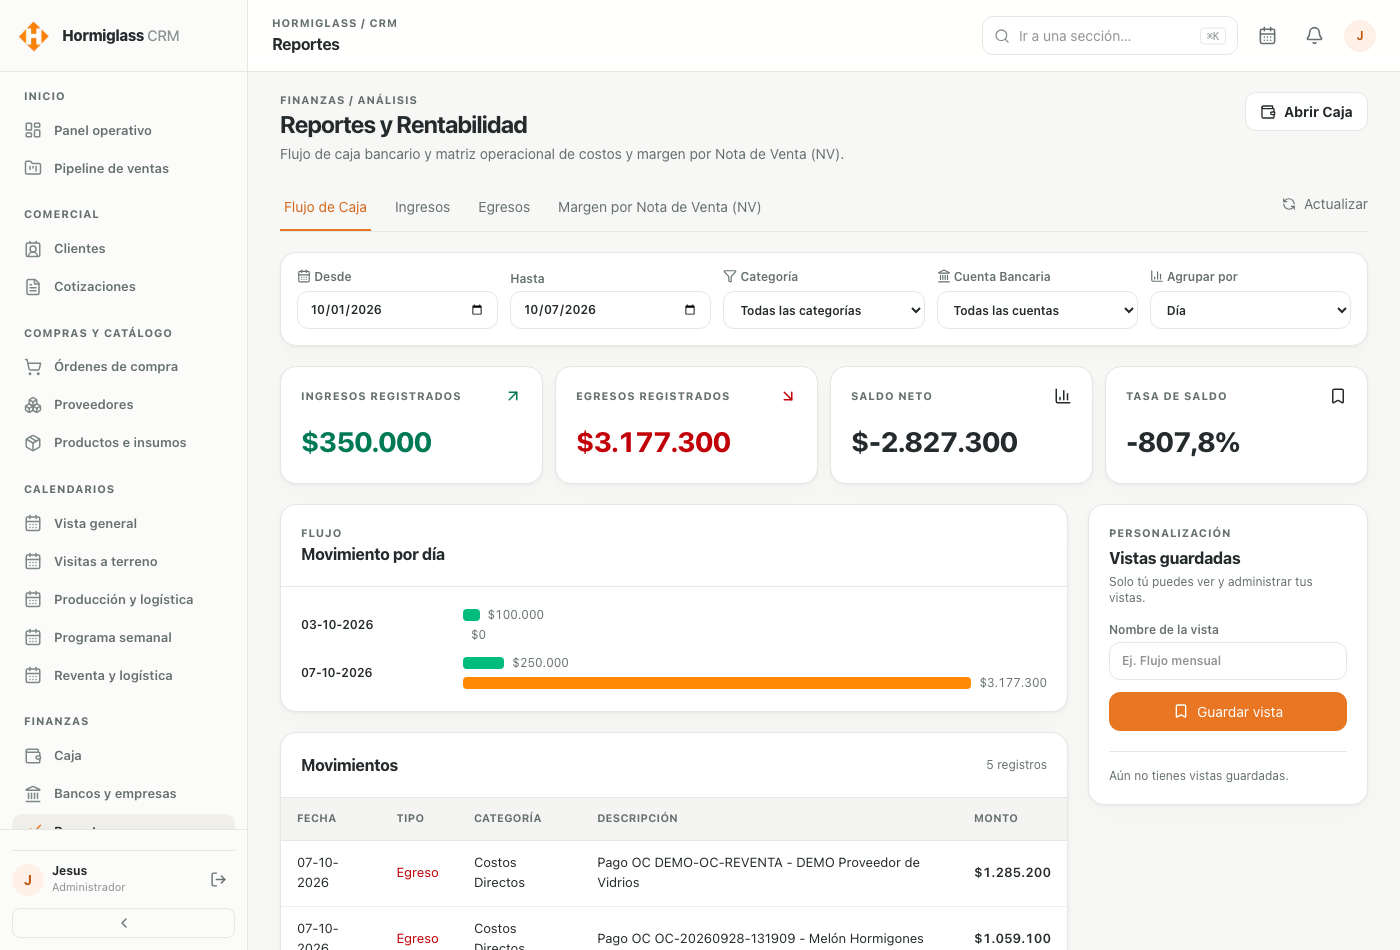 Hormiglass CRM
INICIO
Panel operativo
Pipeline de ventas
COMERCIAL
Clientes
Cotizaciones
COMPRAS Y CATÁLOGO
Órdenes de compra
Proveedores
Productos e insumos
CALENDARIOS
Vista general
Visitas a terreno
Producción y logística
Programa semanal
Reventa y logística
FINANZAS
Caja
Bancos y empresas
J
Jesus
Administrador
HORMIGLASS / CRM
Reportes
Ir a una sección...
⌘K
J
FINANZAS / ANÁLISIS
Reportes y Rentabilidad
Flujo de caja bancario y matriz operacional de costos y margen por Nota de Venta (NV).
Abrir Caja
Flujo de Caja
Ingresos
Egresos
Margen por Nota de Venta (NV)
Actualizar
Desde
Hasta
Categoría
Cuenta Bancaria
Agrupar por
10/01/2026
10/07/2026
Todas las categorías
Todas las cuentas
Día
INGRESOS REGISTRADOS
$350.000
EGRESOS REGISTRADOS
$3.177.300
SALDO NETO
$-2.827.300
TASA DE SALDO
-807,8%
FLUJO
Movimiento por día
03-10-2026
$100.000
$0
07-10-2026
$250.000
$3.177.300
PERSONALIZACIÓN
Vistas guardadas
Solo tú puedes ver y administrar tus
vistas.
Nombre de la vista
Ej. Flujo mensual
Guardar vista
Aún no tienes vistas guardadas.
Movimientos
5 registros
FECHA TIPO CATEGORÍA DESCRIPCIÓN MONTO
07-10-
2026
Egreso
Costos
Directos
Pago OC DEMO-OC-REVENTA - DEMO Proveedor de
Vidrios
$1.285.200
07-10-
2026
Egreso
Costos
Directos
Pago OC OC-20260928-131909 - Melón Hormigones
$1.059.100